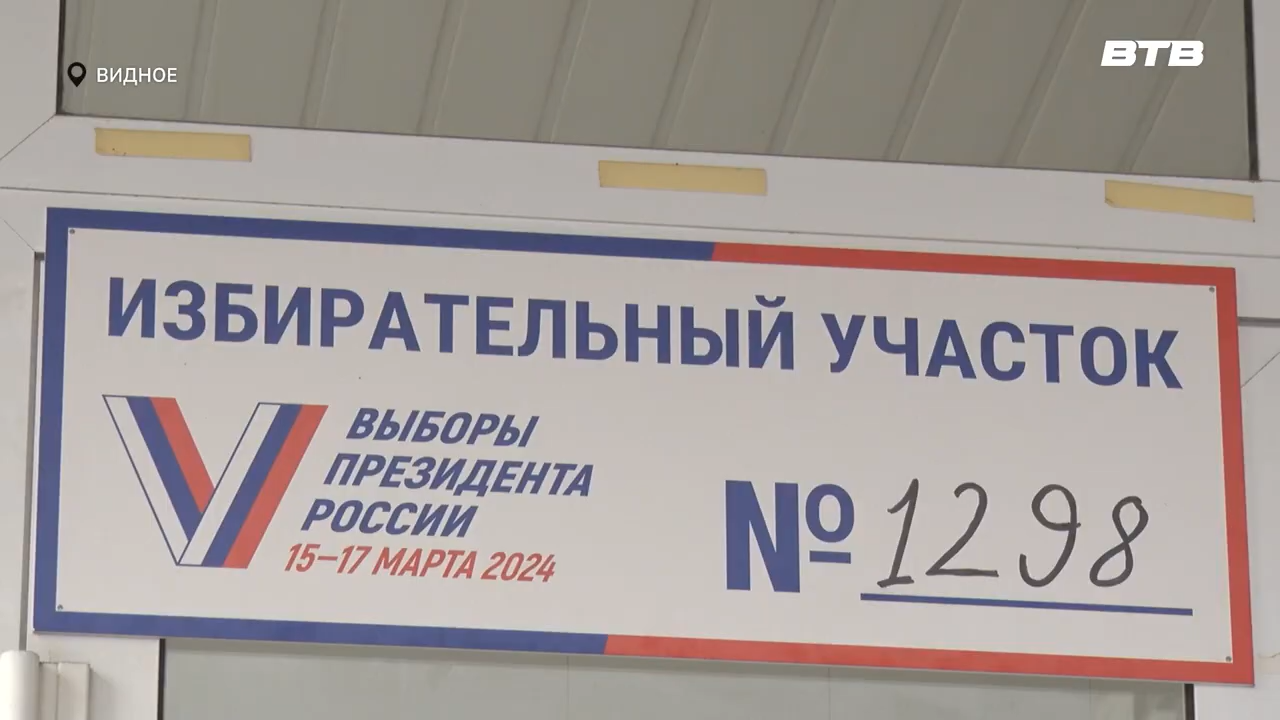 ВИДНОЕ
ВТВ
ИЗБИРАТЕЛЬНЫЙ УЧАСТОК
ВЫБОРЫ
ПРЕЗИДЕНТА
РОССИИ
15–17 МАРТА 2024
№ 1298